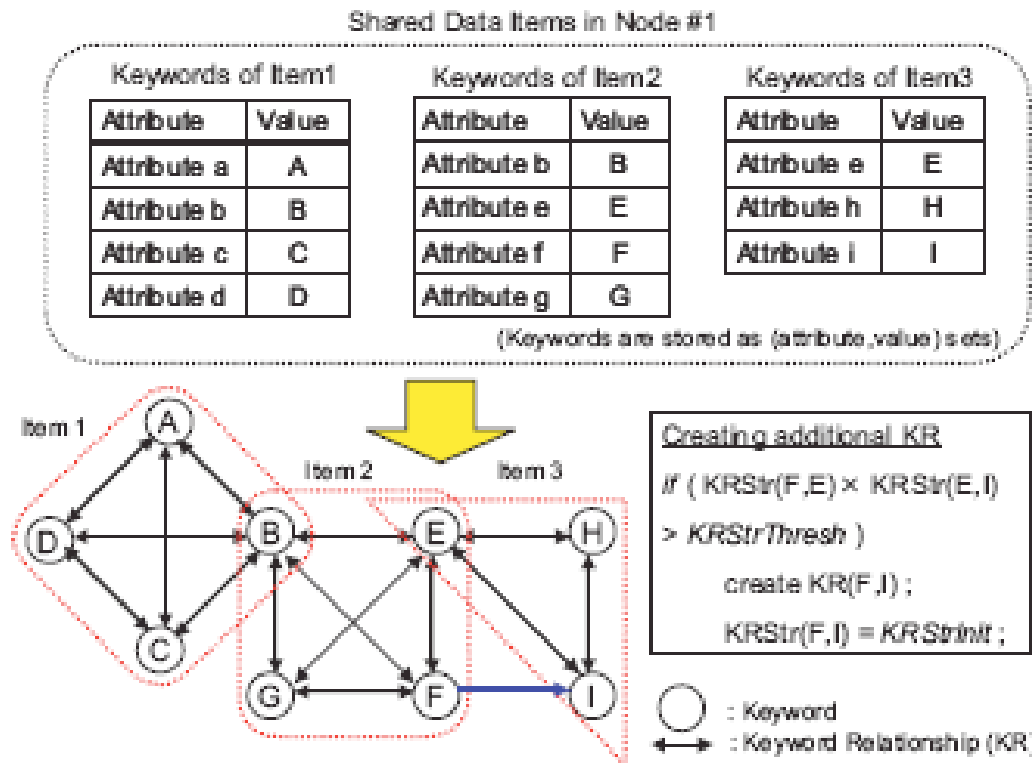 Shared Data Items in Node #1
Keywords of Item1
Attribute Value
Attribute a A
Attribute b B
Attribute c C
Attribute d D
Keywords of Item2
Attribute Value
Attribute b B
Attribute e E
Attribute f F
Attribute g G
Keywords of Item3
Attribute Value
Attribute e E
Attribute h H
Attribute i I
(Keywords are stored as (attribute,value) sets)
Item 1
Item 2
Item 3
A
D
B
C
E
H
G
F
I
Creating additional KR
if ( KRStr(F,E) × KRStr(E,I)
> KRStrThresh )
create KR(F,I) ;
KRStr(F,I) = KRStrInit ;
: Keyword
: Keyword Relationship (KR)